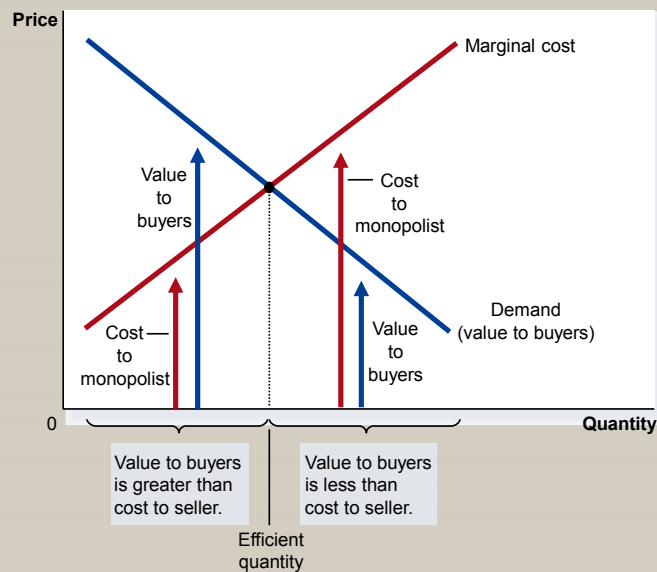 Price
Marginal cost
Value
to
buyers
Cost
to
monopolist
Cost
to
monopolist
Value
to
buyers
Demand
(value to buyers)
0
Quantity
Value to buyers
is greater than
cost to seller.
Value to buyers
is less than
cost to seller.
Efficient
quantity